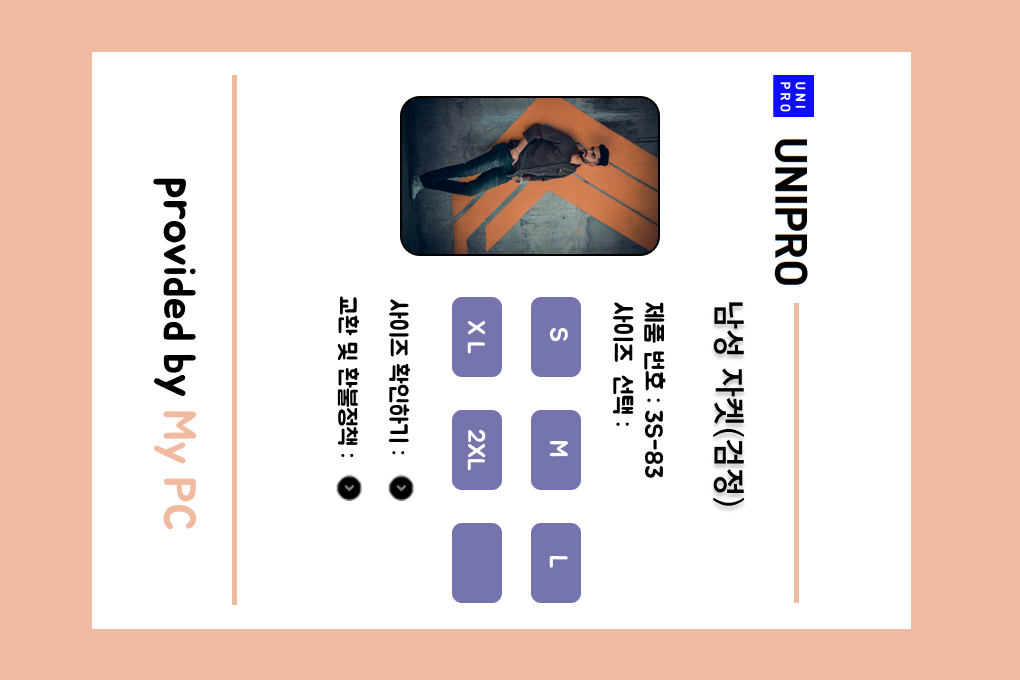 UNI
PRO
UNIPRO
남성 자켓(검정)
제품 번호 : 3S-83
사이즈 선택 :
S
M
L
XL
2XL
사이즈 확인하기 :
교환 및 환불정책 :
provided by My PC